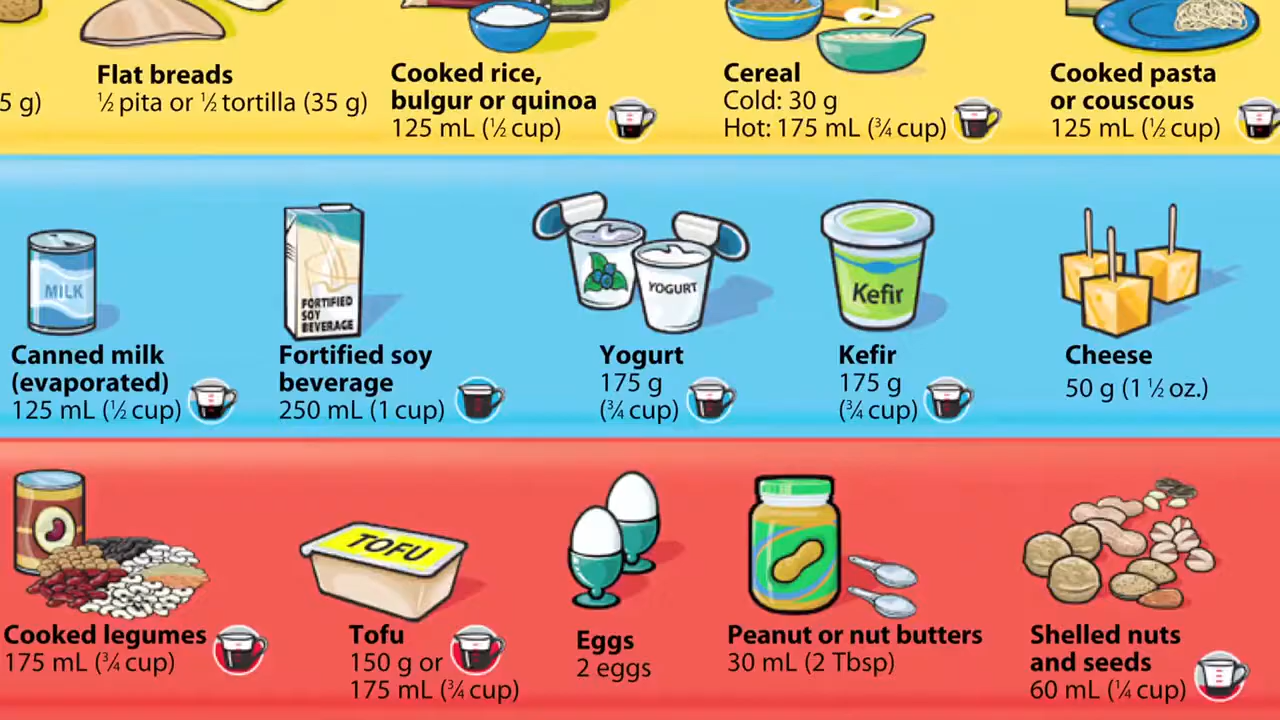 5 g)
Flat breads
½ pita or ½ tortilla (35 g)
Cooked rice,
bulgur or quinoa
125 mL (½ cup)
Cereal
Cold: 30 g
Hot: 175 mL (¾ cup)
Cooked pasta
or couscous
125 mL (½ cup)
MILK
Canned milk
(evaporated)
125 mL (½ cup)
FORTIFIED
SOY
BEVERAGE
Fortified soy
beverage
250 mL (1 cup)
YOGURT
Yogurt
175 g
(¾ cup)
Kefir
Kefir
175 g
(¾ cup)
Cheese
50 g (1 ½ oz.)
Cooked legumes
175 mL (¾ cup)
TOFU
Tofu
150 g or
175 mL (¾ cup)
Eggs
2 eggs
Peanut or nut butters
30 mL (2 Tbsp)
Shelled nuts
and seeds
60 mL (¼ cup)